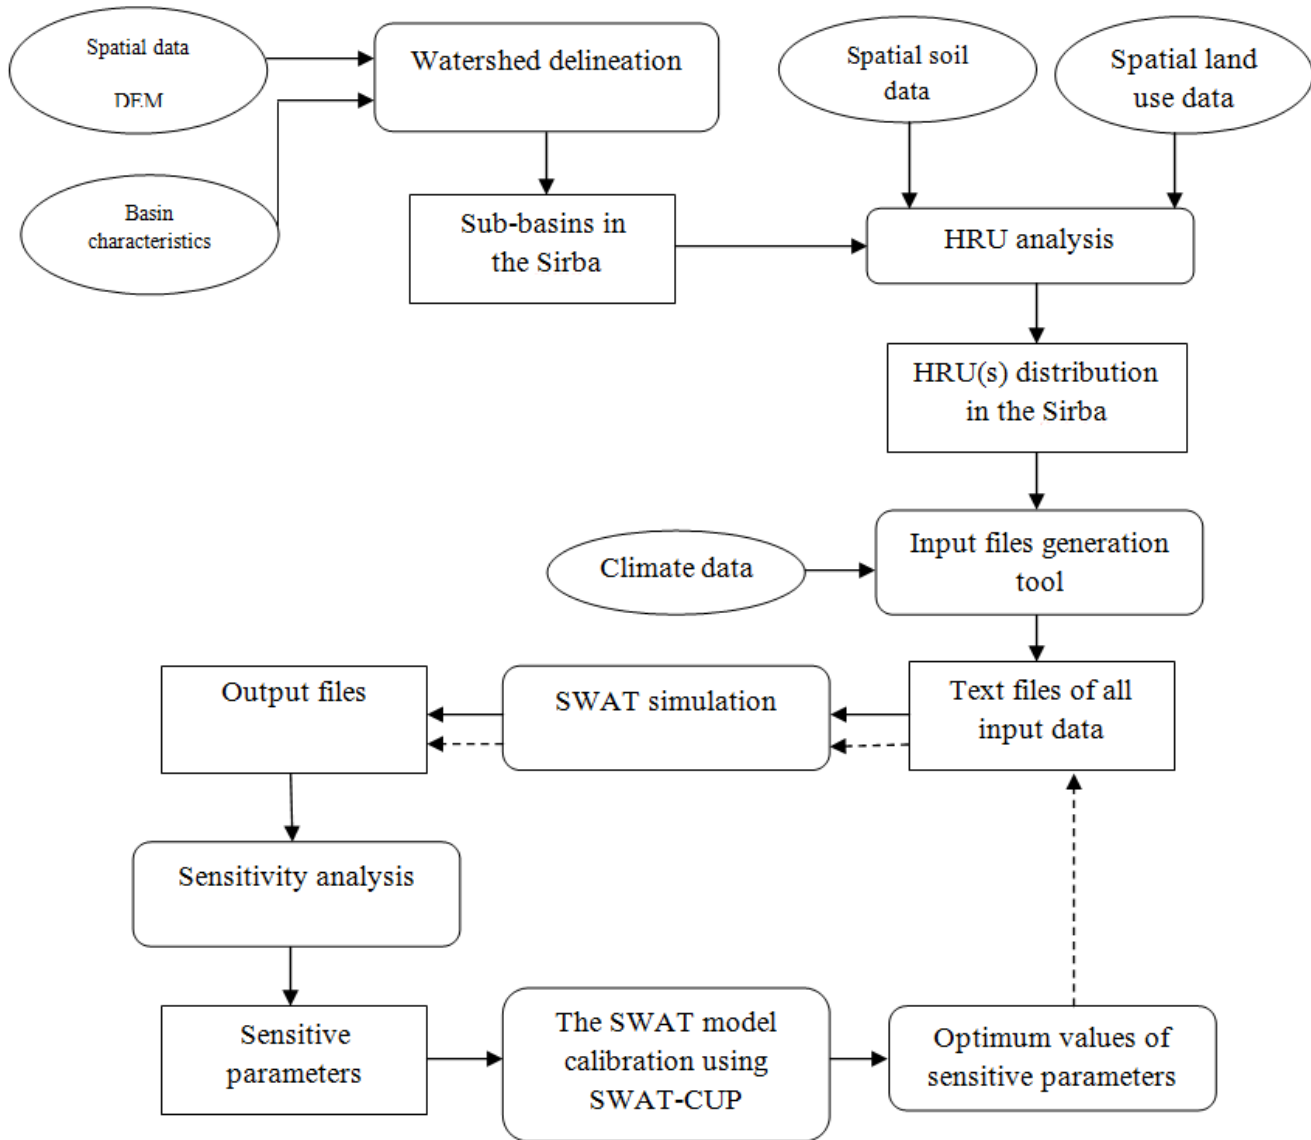 Spatial data
DEM
Watershed delineation
Spatial soil
data
Spatial land
use data
Basin
characteristics
Sub-basins in
the Sirba
HRU analysis
HRU(s) distribution
in the Sirba
Climate data
Input files generation
tool
Output files
SWAT simulation
Text files of all
input data
Sensitivity analysis
Sensitive
parameters
The SWAT model
calibration using
SWAT-CUP
Optimum values of
sensitive parameters